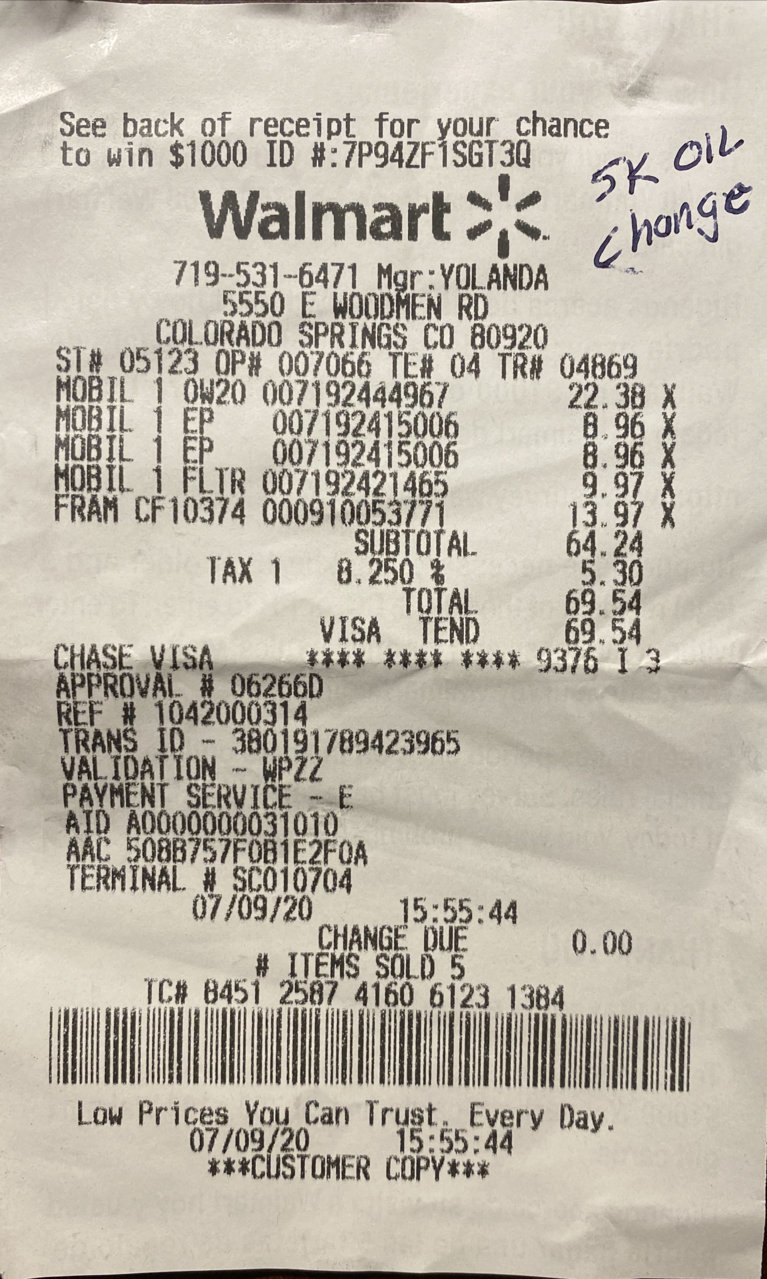 See back of receipt for your chance
to win $1000 ID #:7P94ZF1SGT3Q
5K OIL
change
Walmart
719-531-6471 Mgr:YOLANDA
5550 E WOODMEN RD
COLORADO SPRINGS CO 80920
ST# 05123 OP# 007066 TE# 04 TR# 04869
MOBIL 1 0W20 007192444967 22.38 X
MOBIL 1 EP 007192415006 8.96 X
MOBIL 1 EP 007192415006 8.96 X
MOBIL 1 FLTR 007192421465 9.97 X
FRAM CF10374 000910053771 13.97 X
SUBTOTAL 64.24
TAX 1 8.250 % 5.30
TOTAL 69.54
VISA TEND 69.54
CHASE VISA **** **** **** 9376 I 3
APPROVAL # 06266D
REF # 1042000314
TRANS ID - 380191789423965
VALIDATION - WPZZ
PAYMENT SERVICE - E
AID A0000000031010
AAC 508B757F0B1E2F0A
TERMINAL # SC010704
07/09/20 15:55:44
CHANGE DUE 0.00
# ITEMS SOLD 5
TC# 8451 2587 4160 6123 1384
Low Prices You Can Trust. Every Day.
07/09/20 15:55:44
***CUSTOMER COPY***